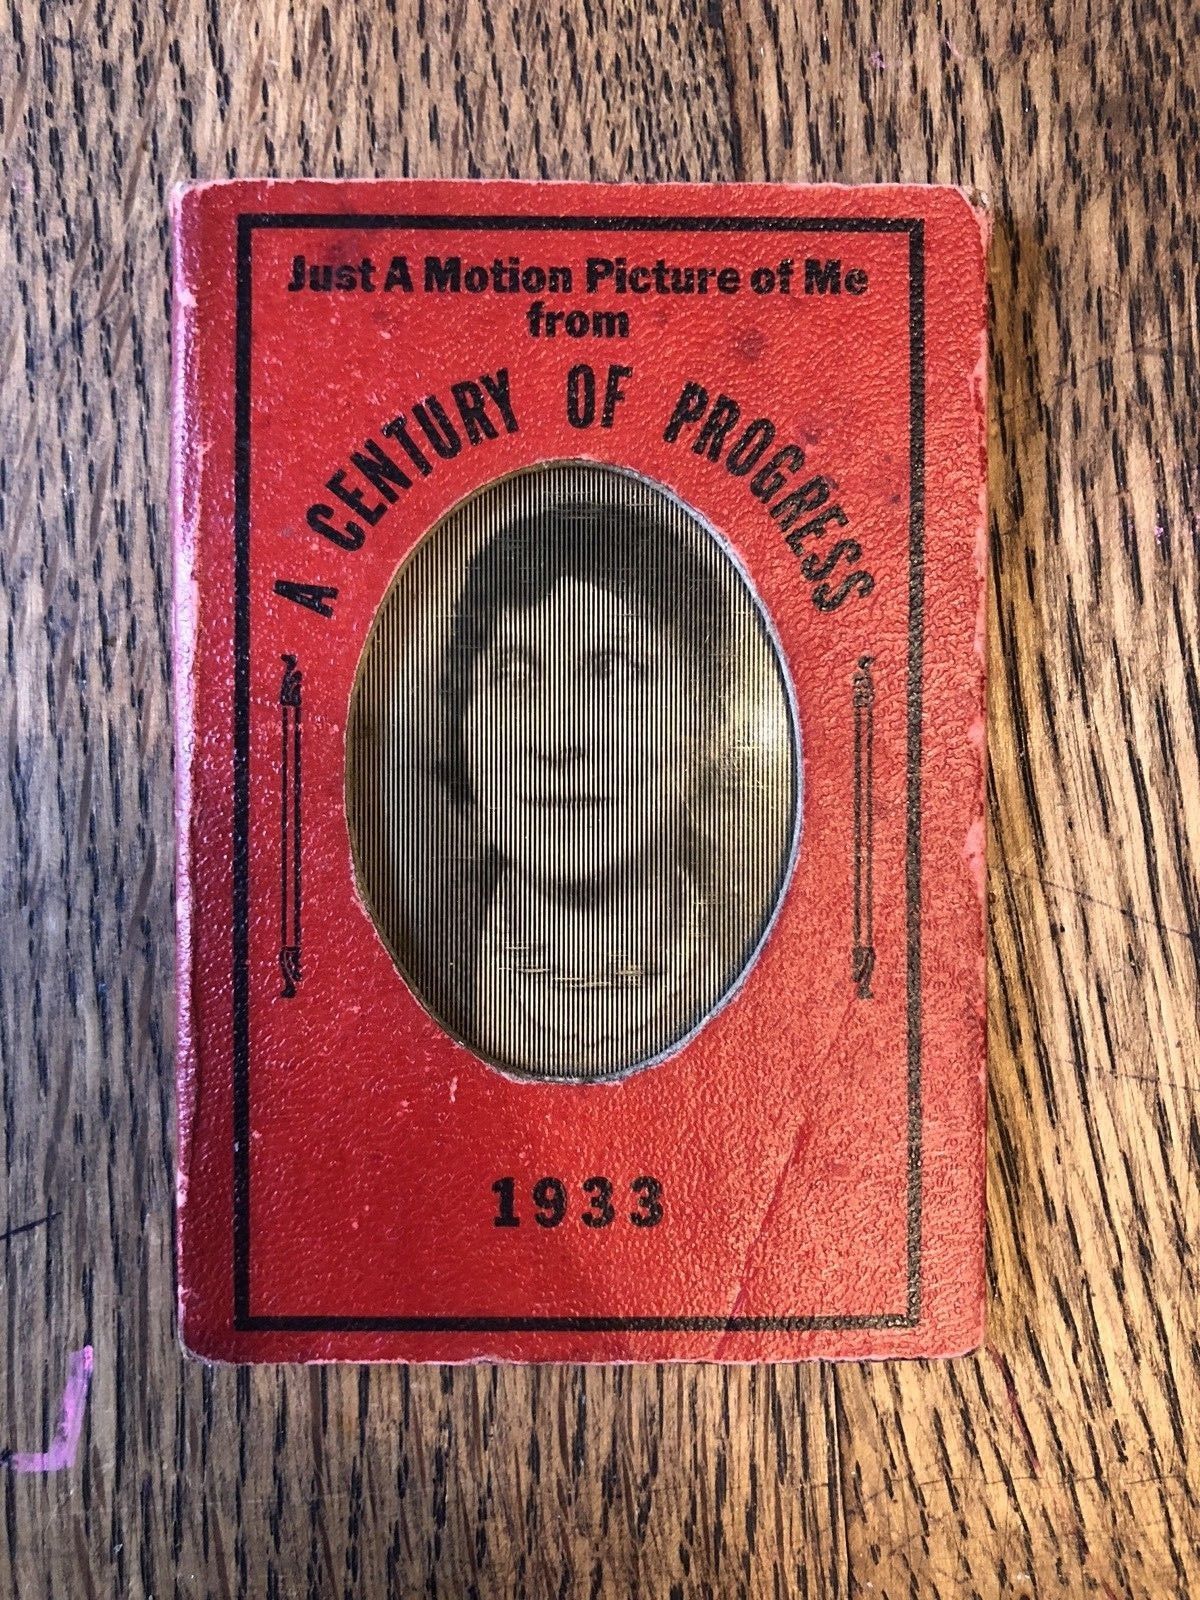 Just A Motion Picture of Me
from
A CENTURY OF PROGRESS
1933